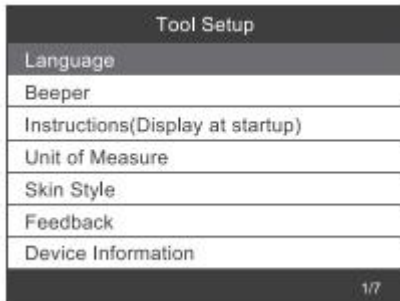 Tool Setup
Language
Beeper
Instructions(Display at startup)
Unit of Measure
Skin Style
Feedback
Device Information
1/7